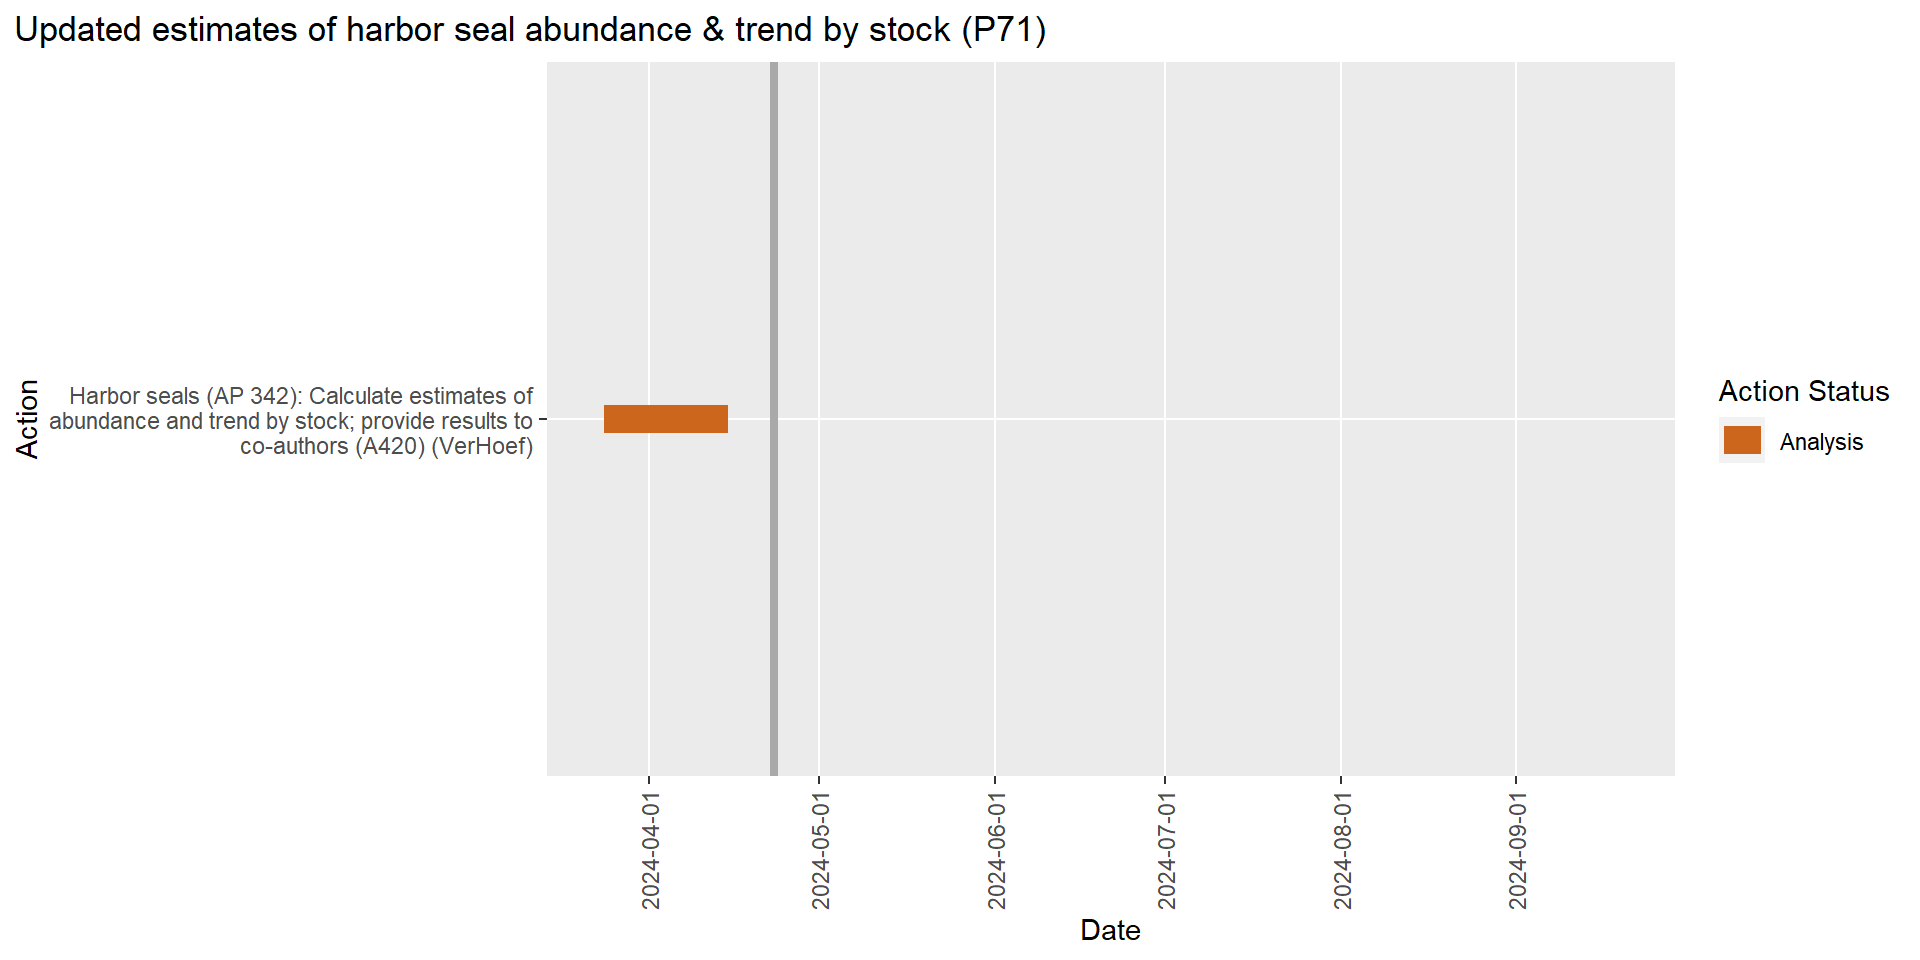 Updated estimates of harbor seal abundance & trend by stock (P71)
Action
Harbor seals (AP 342): Calculate estimates of
abundance and trend by stock; provide results to
co-authors (A420) (VerHoef)
Action Status
Analysis
2024-04-01
2024-05-01
2024-06-01
2024-07-01
2024-08-01
2024-09-01
Date